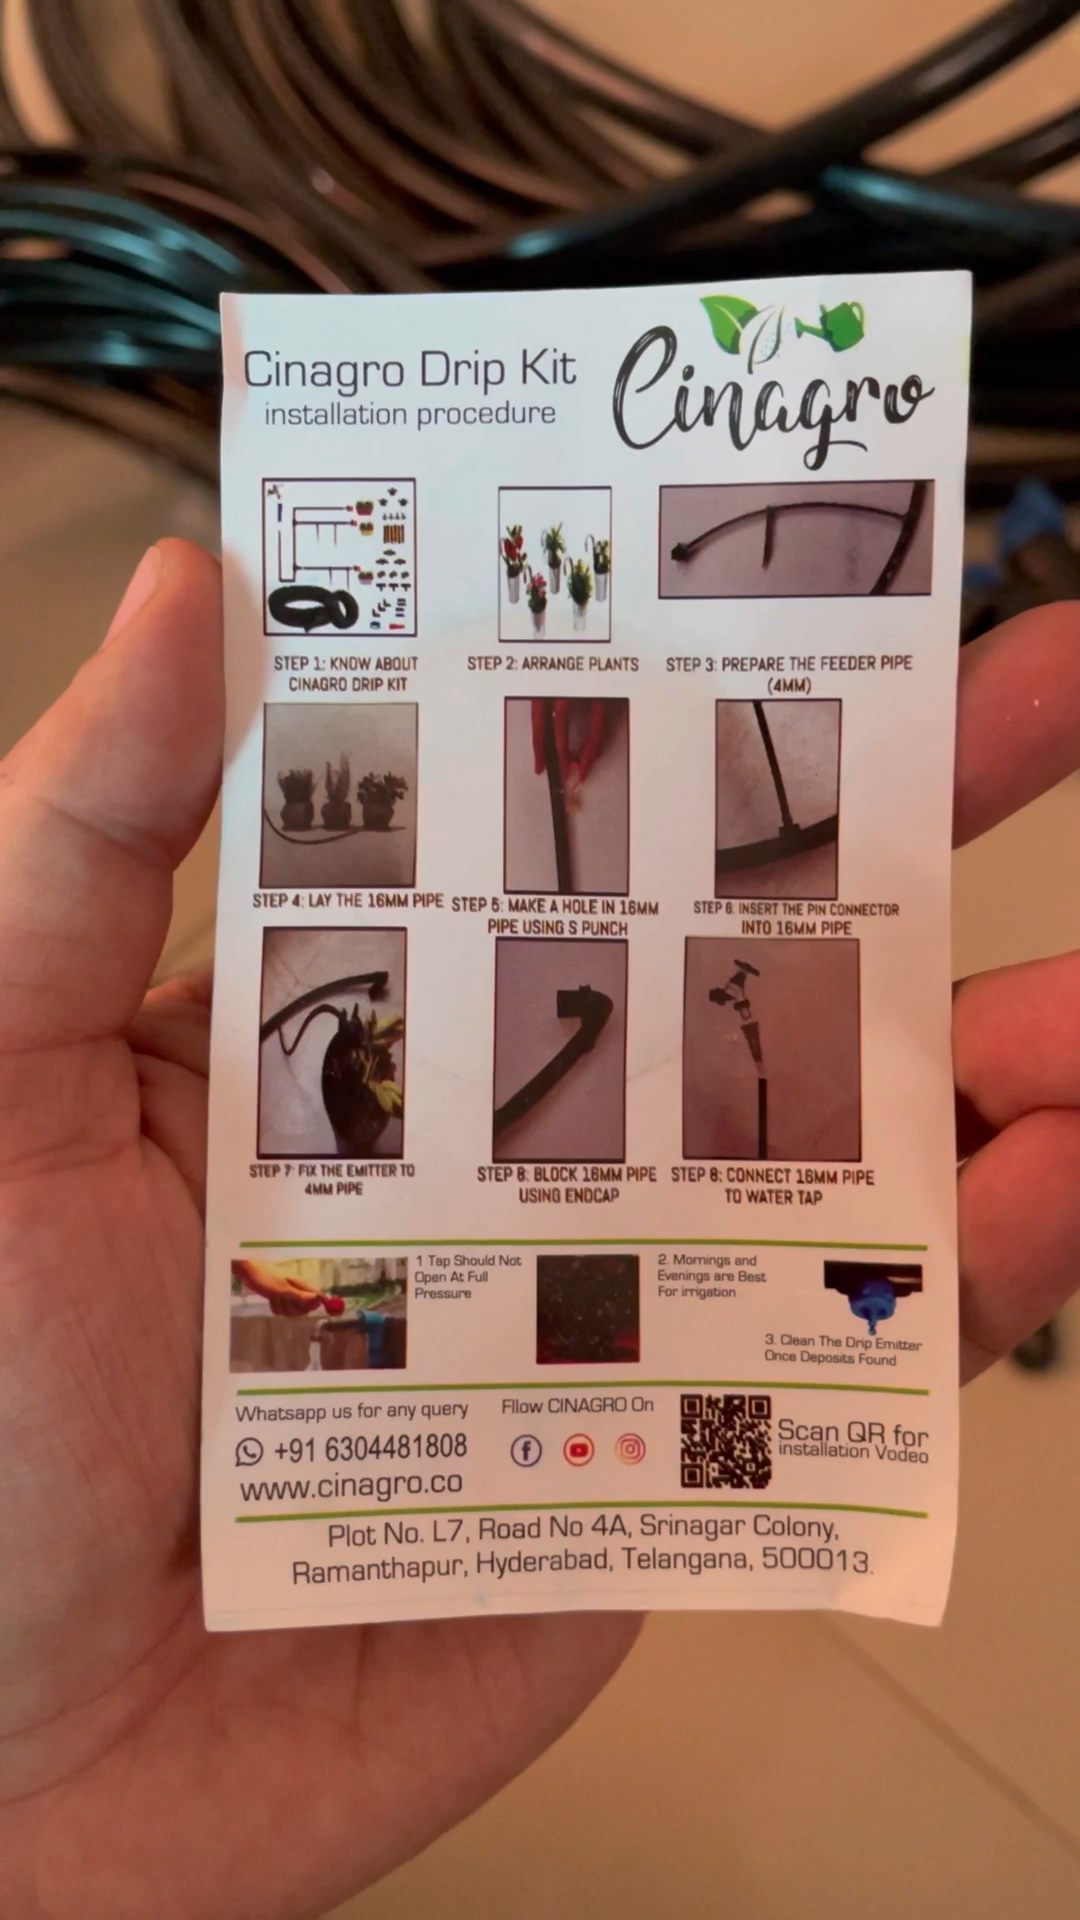 Cinagro Drip Kit
installation procedure
Cinagro
STEP 1: KNOW ABOUT
CINAGRO DRIP KIT
STEP 2: ARRANGE PLANTS
STEP 3: PREPARE THE FEEDER PIPE
(4MM)
STEP 4: LAY THE 16MM PIPE
STEP 5: MAKE A HOLE IN 16MM
PIPE USING S PUNCH
STEP 6: INSERT THE PIN CONNECTOR
INTO 16MM PIPE
STEP 7: FIX THE EMITTER TO
4MM PIPE
STEP 8: BLOCK 16MM PIPE
USING ENDCAP
STEP 8: CONNECT 16MM PIPE
TO WATER TAP
1 Tap Should Not
Open At Full
Pressure
2. Mornings and
Evenings are Best
For irrigation
3. Clean The Drip Emitter
Once Deposits Found
Whatsapp us for any query
+91 6304481808
www.cinagro.co
Fllow CINAGRO On
Scan QR for
installation Vodeo
Plot No. L7, Road No 4A, Srinagar Colony,
Ramanthapur, Hyderabad, Telangana, 500013.